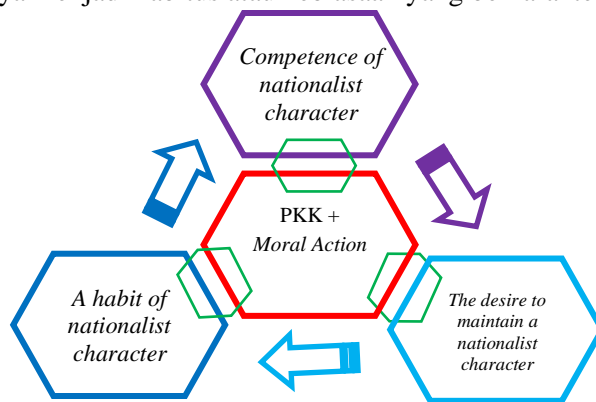 Competence of
nationalist
character
PKK +
Moral Action
A habit of
nationalist
character
The desire to
maintain a
nationalist
character